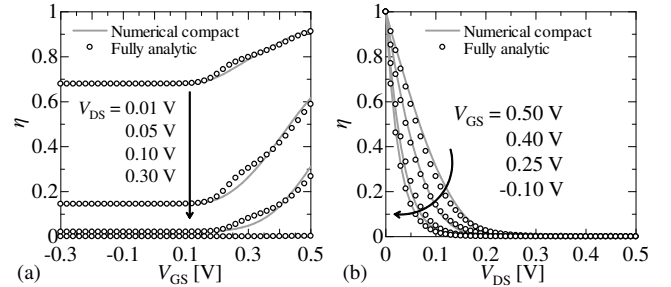 1
0.8
0.6
0.4
0.2
0
η
Numerical compact
Fully analytic
V_DS = 0.01 V
0.05 V
0.10 V
0.30 V
-0.3
-0.1
0.1
0.3
0.5
(a)
V_GS [V]
1
0.8
0.6
0.4
0.2
0
η
Numerical compact
Fully analytic
V_GS = 0.50 V
0.40 V
0.25 V
-0.10 V
0
0.1
0.2
0.3
0.4
0.5
(b)
V_DS [V]